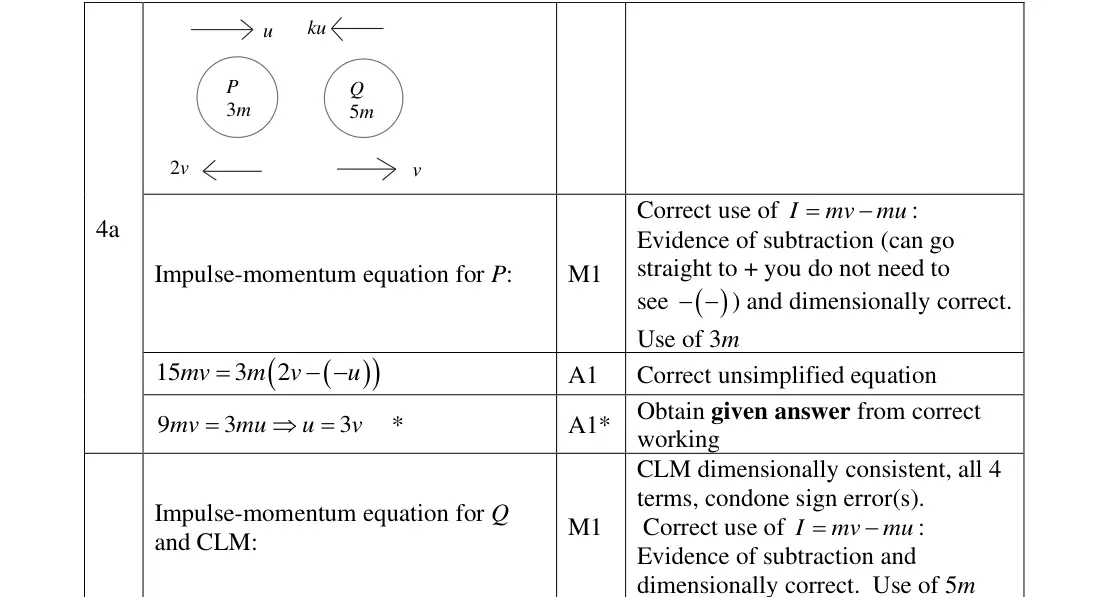 u
ku
P
3m
Q
5m
2v
v
4a
Impulse-momentum equation for P:
M1
Correct use of I = mv − mu :
Evidence of subtraction (can go
straight to + you do not need to
see −(−) ) and dimensionally correct.
Use of 3m
15mv = 3m(2v − (−u))
A1
Correct unsimplified equation
9mv = 3mu ⇒ u = 3v *
A1*
Obtain given answer from correct
working
Impulse-momentum equation for Q
and CLM:
M1
CLM dimensionally consistent, all 4
terms, condone sign error(s).
Correct use of I = mv − mu :
Evidence of subtraction and
dimensionally correct. Use of 5m